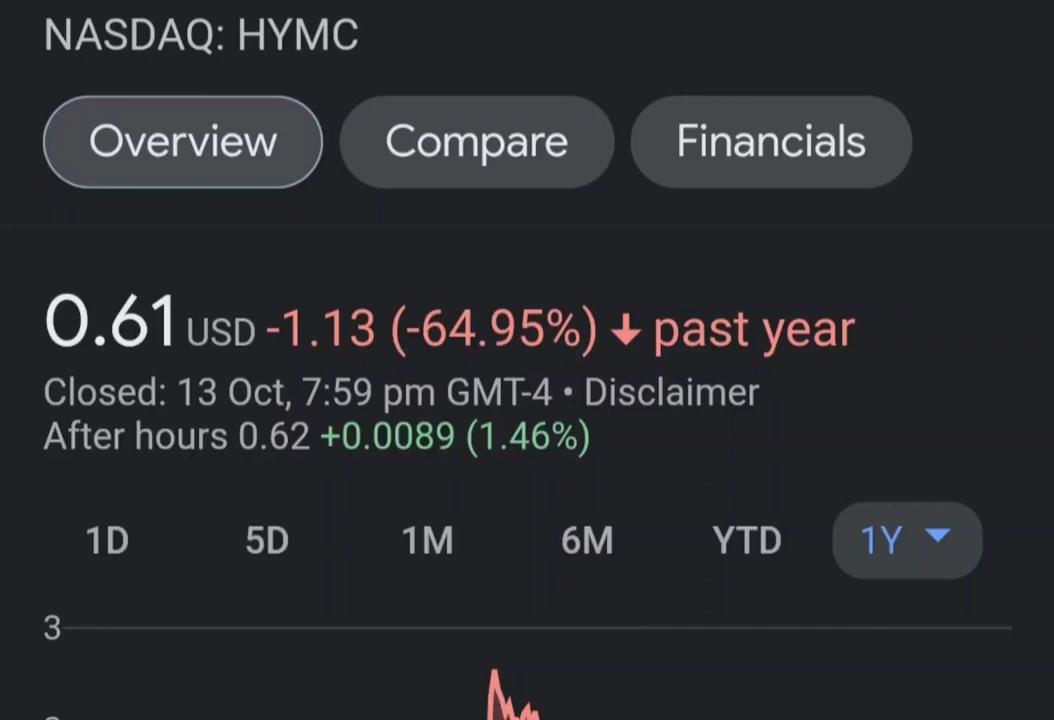 NASDAQ: HYMC
Overview Compare Financials
0.61 USD -1.13 (-64.95%) ↓ past year
Closed: 13 Oct, 7:59 pm GMT-4 • Disclaimer
After hours 0.62 +0.0089 (1.46%)
1D 5D 1M 6M YTD 1Y
3